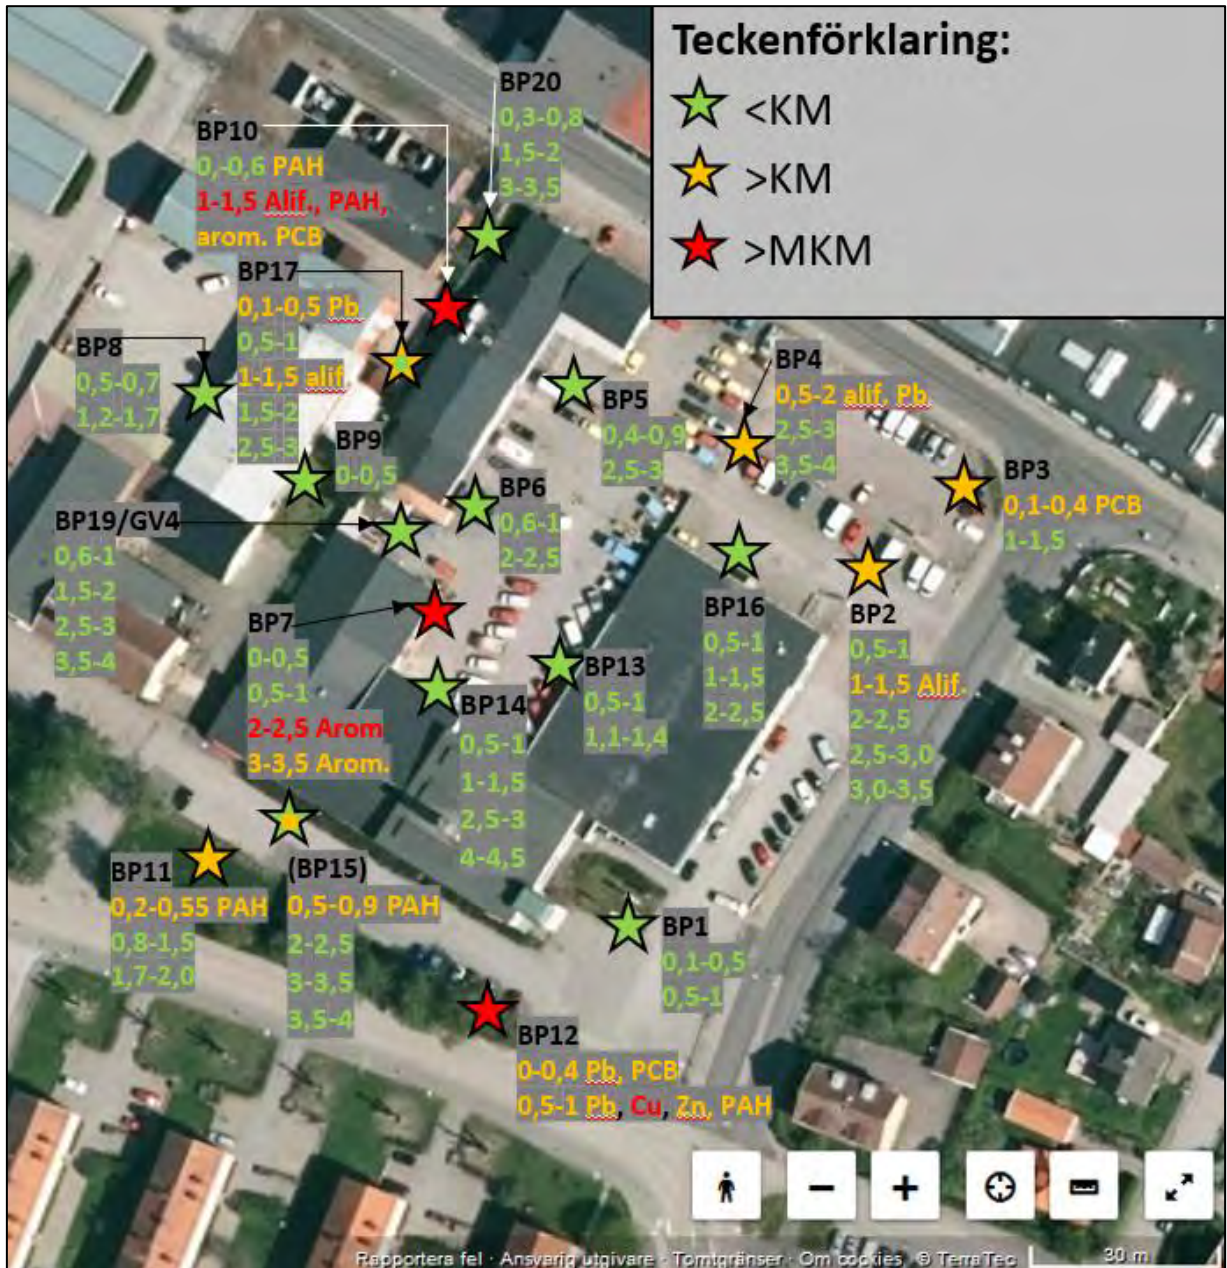 Teckenförklaring:
<KM
>KM
>MKM
BP20
0,3-0,8
1,5-2
3-3,5
BP10
0,-0,6 PAH
1-1,5 Alif., PAH,
arom. PCB
BP17
0,1-0,5 Pb
0,5-1
1-1,5 alif
1,5-2
2,5-3
BP8
0,5-0,7
1,2-1,7
BP9
0-0,5
BP5
0,4-0,9
2,5-3
BP4
0,5-2 alif, Pb
2,5-3
3,5-4
BP3
0,1-0,4 PCB
1-1,5
BP6
0,6-1
2-2,5
BP19/GV4
0,6-1
1,5-2
2,5-3
3,5-4
BP7
0-0,5
0,5-1
2-2,5 Arom
3-3,5 Arom.
BP13
0,5-1
1,1-1,4
BP16
0,5-1
1-1,5
2-2,5
BP2
0,5-1
1-1,5 Alif.
2-2,5
2,5-3,0
3,0-3,5
BP14
0,5-1
1-1,5
2,5-3
4-4,5
BP11
0,2-0,55 PAH
0,8-1,5
1,7-2,0
(BP15)
0,5-0,9 PAH
2-2,5
3-3,5
3,5-4
BP1
0,1-0,5
0,5-1
BP12
0-0,4 Pb, PCB
0,5-1 Pb, Cu, Zn, PAH
Rapportera fel · Ansvarig utgivare · Tomtgränser · Om cookies © TerraTec
30 m